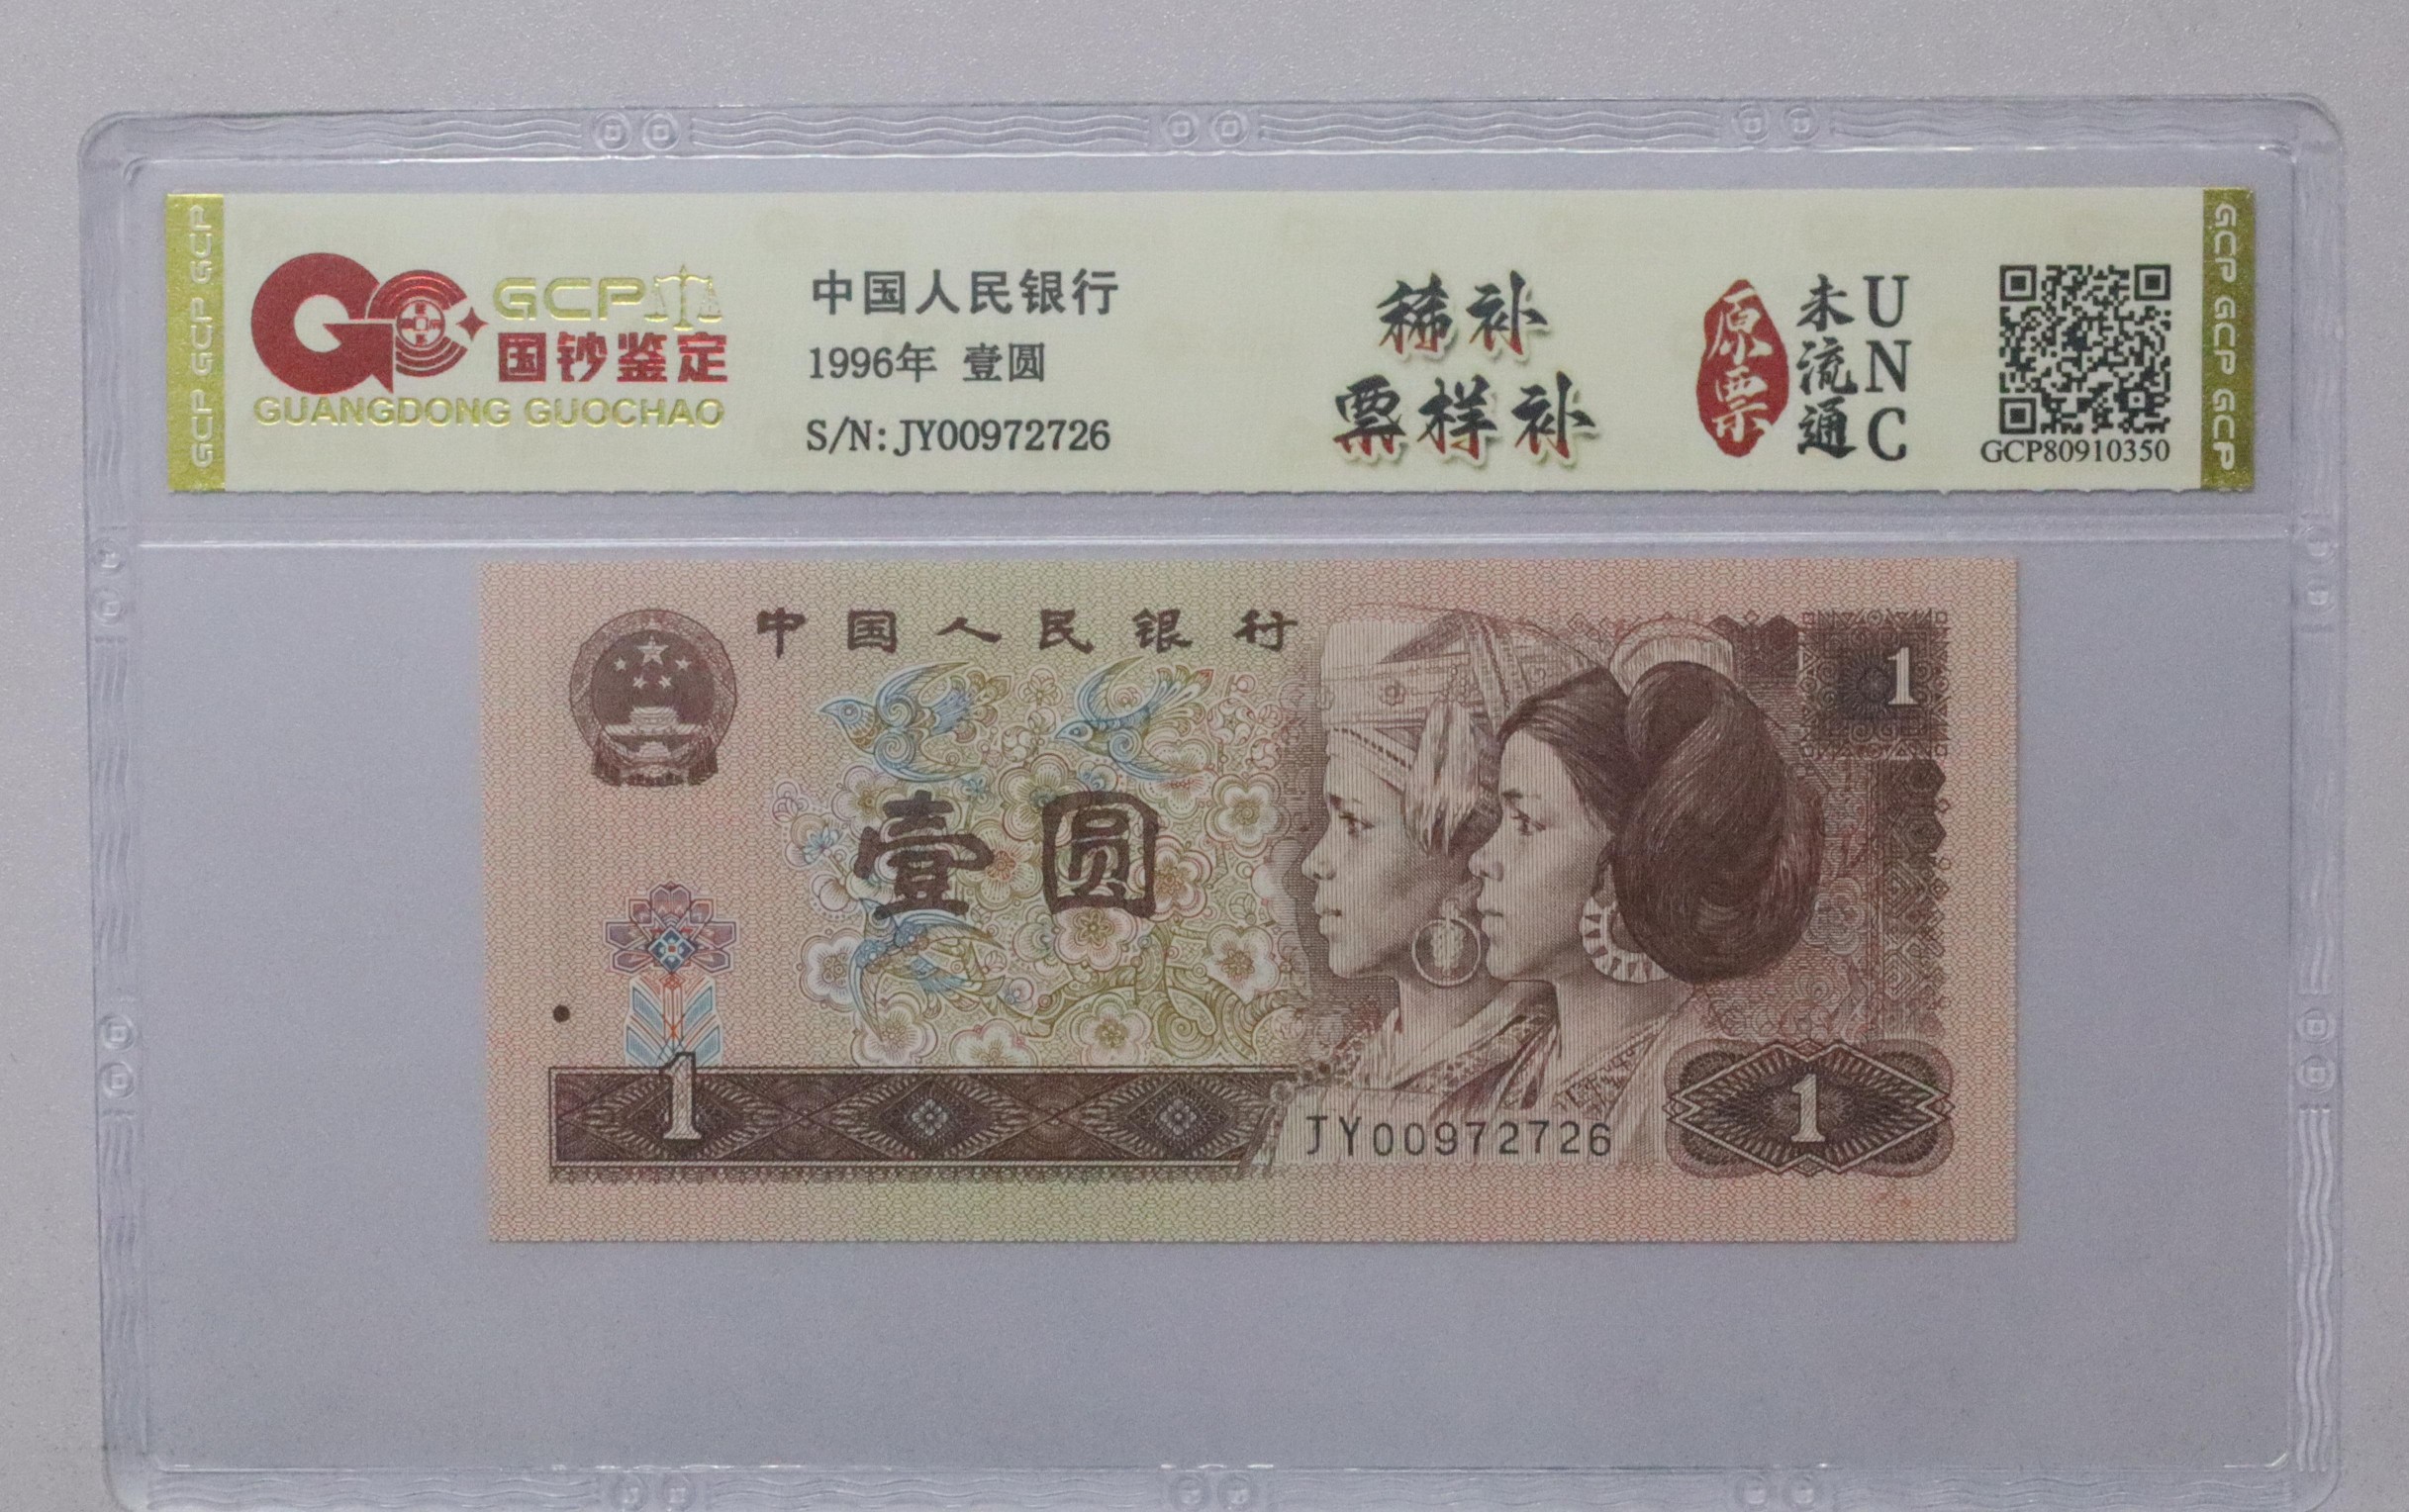 GCP GCP GCP
GCP
国钞鉴定
GUANGDONG GUOCHAO
中国人民银行
1996年 壹圆
S/N:JY00972726
稀补
票样补
原票
未流通
UNC
GCP80910350
GCP GCP GCP
中国人民银行
1
壹圆
1
JY00972726
1